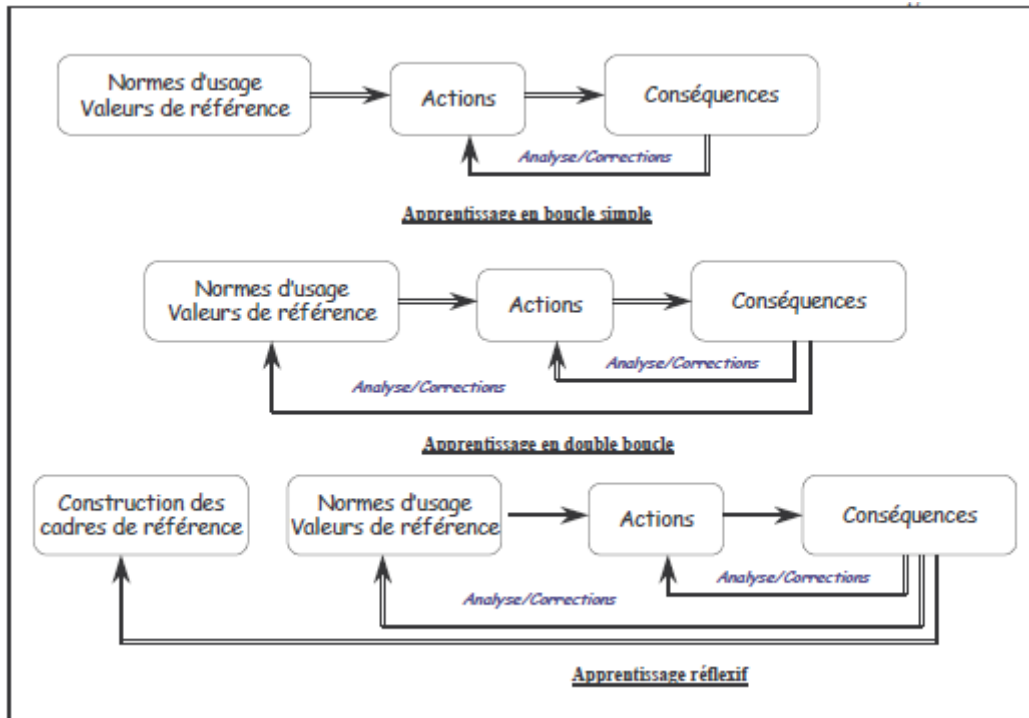 Normes d'usage
Valeurs de référence
Actions
Conséquences
Analyse/Corrections
Apprentissage en boucle simple
Normes d'usage
Valeurs de référence
Actions
Conséquences
Analyse/Corrections
Analyse/Corrections
Apprentissage en double boucle
Construction des
cadres de référence
Normes d'usage
Valeurs de référence
Actions
Conséquences
Analyse/Corrections
Analyse/Corrections
Apprentissage réflexif